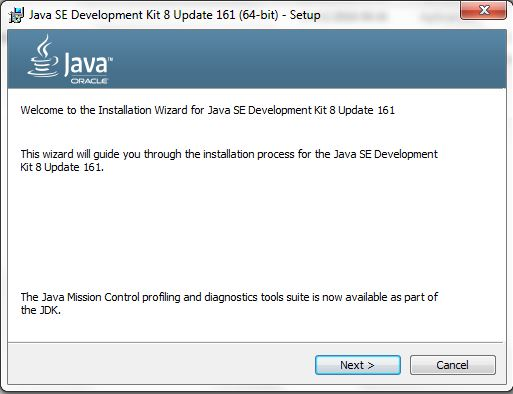 Java SE Development Kit 8 Update 161 (64-bit) - Setup
Java™
ORACLE
Welcome to the Installation Wizard for Java SE Development Kit 8 Update 161
This wizard will guide you through the installation process for the Java SE Development
Kit 8 Update 161.
The Java Mission Control profiling and diagnostics tools suite is now available as part of
the JDK.
Next >
Cancel